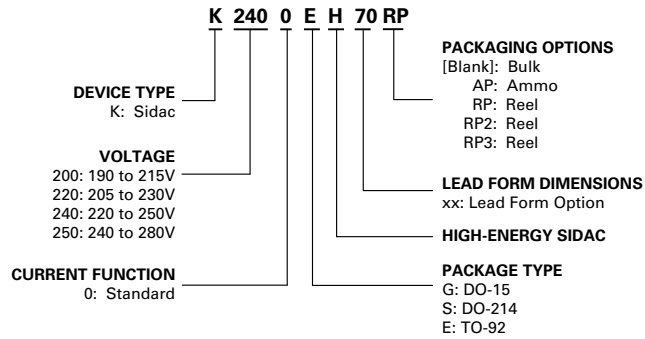 K 240 0 E H 70 RP
DEVICE TYPE
K: Sidac
VOLTAGE
200: 190 to 215V
220: 205 to 230V
240: 220 to 250V
250: 240 to 280V
CURRENT FUNCTION
0: Standard
PACKAGING OPTIONS
[Blank]: Bulk
AP: Ammo
RP: Reel
RP2: Reel
RP3: Reel
LEAD FORM DIMENSIONS
xx: Lead Form Option
HIGH-ENERGY SIDAC
PACKAGE TYPE
G: DO-15
S: DO-214
E: TO-92